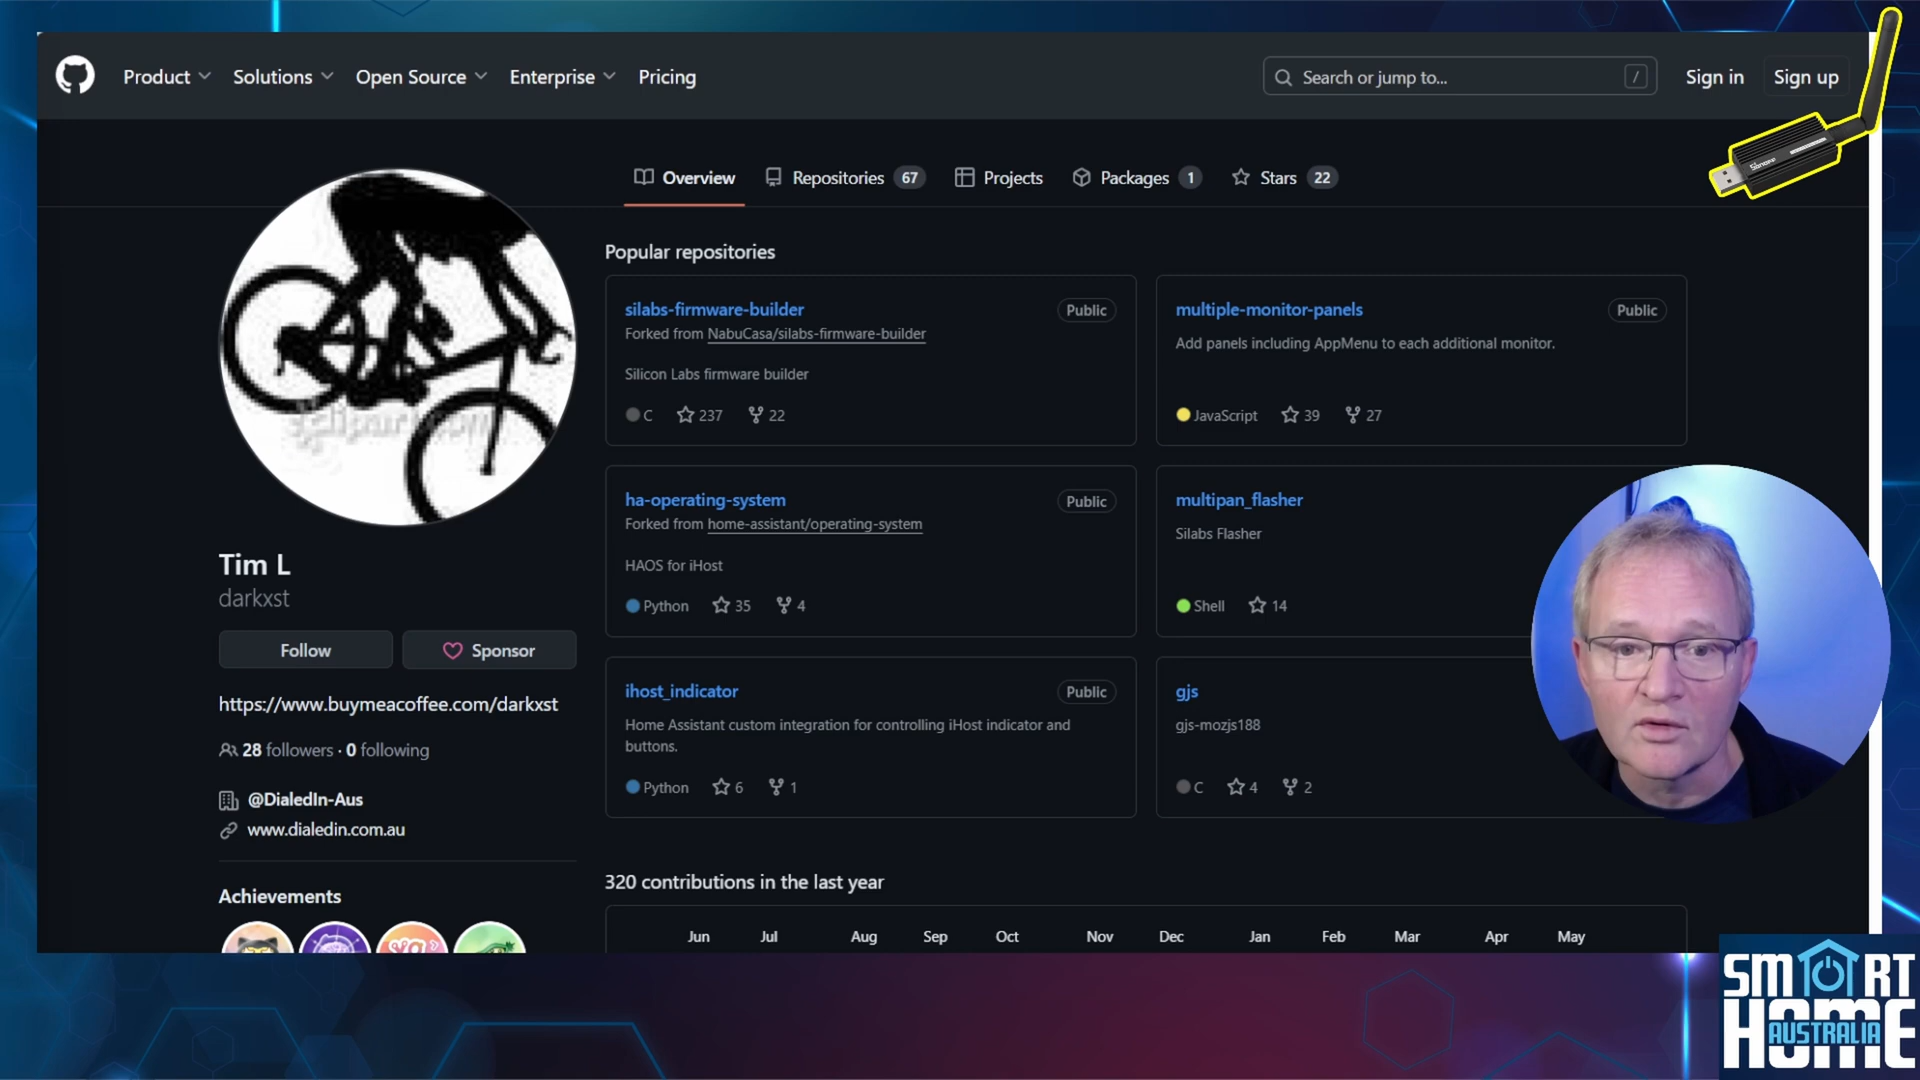 Product
Solutions
Open Source
Enterprise
Pricing
Search or jump to...
/
Sign in
Sign up
SONOFF
Overview
Repositories 67
Projects
Packages 1
Stars 22
Popular repositories
silabs-firmware-builder
Public
Forked from NabuCasa/silabs-firmware-builder
Silicon Labs firmware builder
C 237 22
multiple-monitor-panels
Public
Add panels including AppMenu to each additional monitor.
JavaScript 39 27
ha-operating-system
Public
Forked from home-assistant/operating-system
HAOS for iHost
Python 35 4
multipan_flasher
Silabs Flasher
Shell 14
ihost_indicator
Public
Home Assistant custom integration for controlling iHost indicator and
buttons.
Python 6 1
gjs
gjs-mozjs188
C 4 2
Tim L
darkxst
Follow
Sponsor
https://www.buymeacoffee.com/darkxst
28 followers · 0 following
@DialedIn-Aus
www.dialedin.com.au
Achievements
320 contributions in the last year
Jun Jul Aug Sep Oct Nov Dec Jan Feb Mar Apr May
SMART
HOME
AUSTRALIA